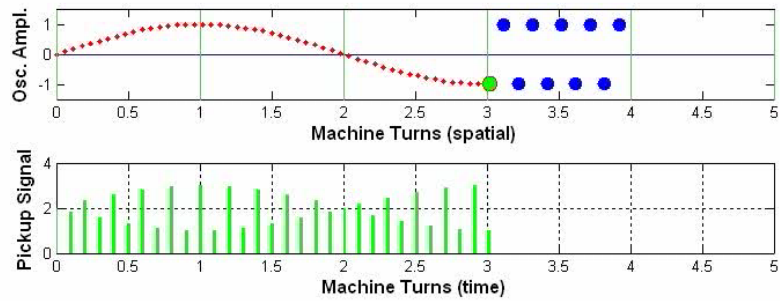 Osc. Ampl.
1
0
-1
0 0.5 1 1.5 2 2.5 3 3.5 4 4.5 5
Machine Turns (spatial)
Pickup Signal
4
2
0
0 0.5 1 1.5 2 2.5 3 3.5 4 4.5 5
Machine Turns (time)